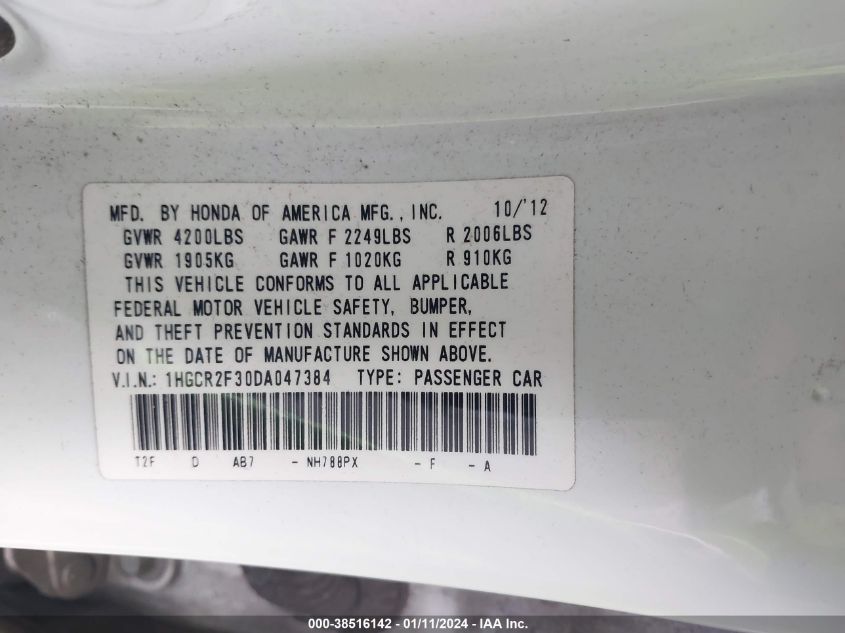 MFD. BY HONDA OF AMERICA MFG., INC. 10/'12
GVWR 4200LBS GAWR F 2249LBS R 2006LBS
GVWR 1905KG GAWR F 1020KG R 910KG
THIS VEHICLE CONFORMS TO ALL APPLICABLE
FEDERAL MOTOR VEHICLE SAFETY, BUMPER,
AND THEFT PREVENTION STANDARDS IN EFFECT
ON THE DATE OF MANUFACTURE SHOWN ABOVE.
V.I.N.: 1HGCR2F30DA047384 TYPE: PASSENGER CAR
T2F D AB7 - NH788PX - F - A
000-38516142 - 01/11/2024 - IAA Inc.